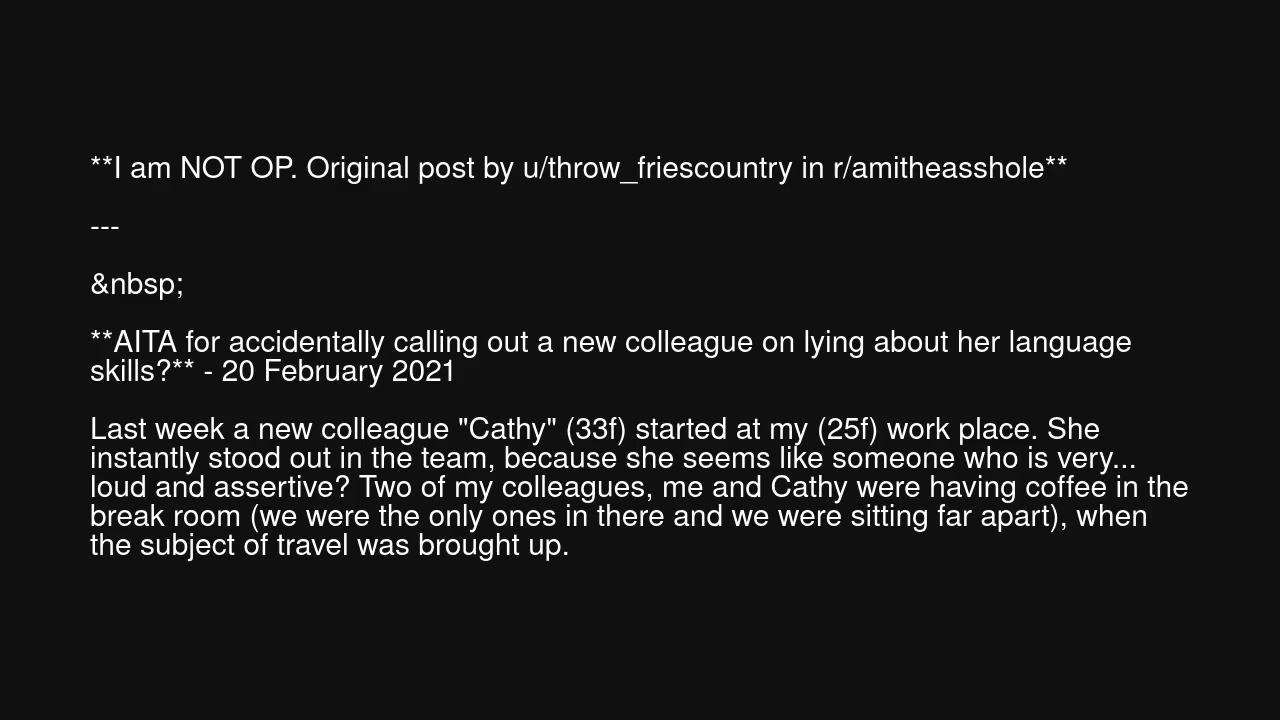 **I am NOT OP. Original post by u/throw_friescountry in r/amitheasshole**
---
&nbsp;
**AITA for accidentally calling out a new colleague on lying about her language
skills?** - 20 February 2021
Last week a new colleague "Cathy" (33f) started at my (25f) work place. She
instantly stood out in the team, because she seems like someone who is very...
loud and assertive? Two of my colleagues, me and Cathy were having coffee in the
break room (we were the only ones in there and we were sitting far apart), when
the subject of travel was brought up.